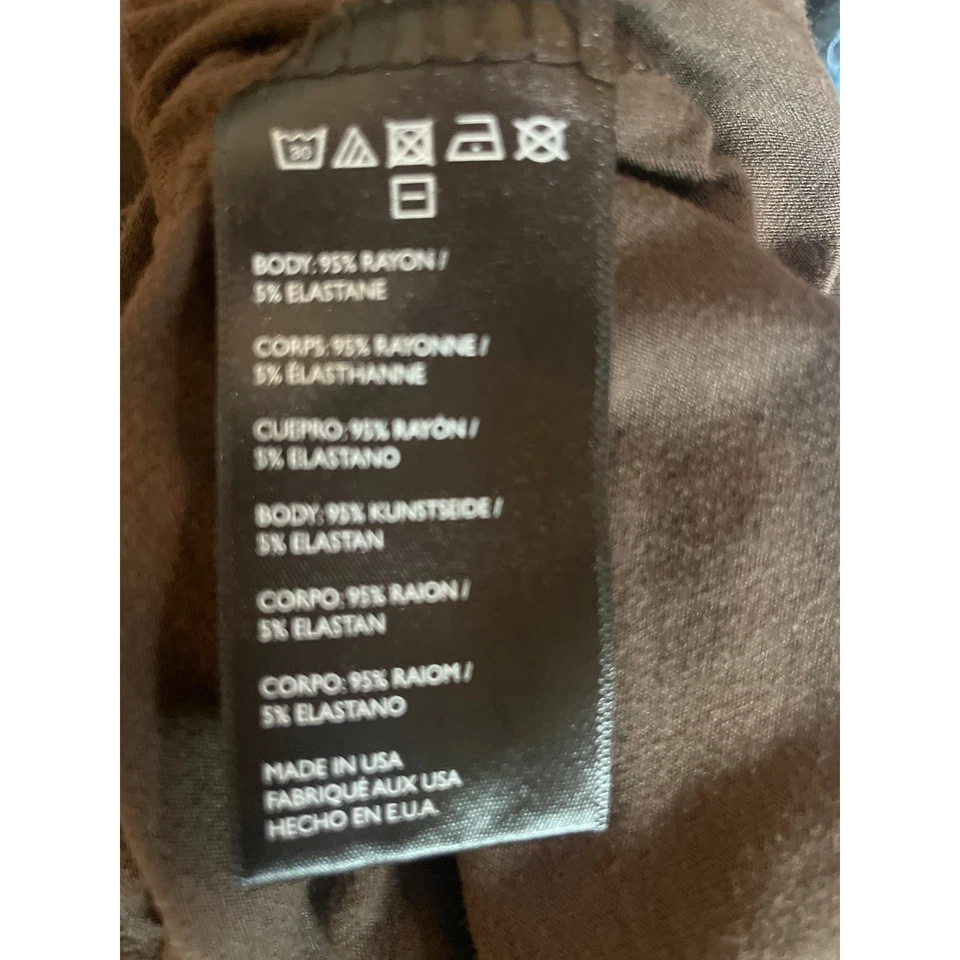 30
BODY: 95% RAYON /
5% ELASTANE
CORPS: 95% RAYONNE /
5% ÉLASTHANNE
CUEPRO: 95% RAYÓN /
5% ELASTANO
BODY: 95% KUNSTSEIDE /
5% ELASTAN
CORPO: 95% RAION /
5% ELASTAN
CORPO: 95% RAIOM /
5% ELASTANO
MADE IN USA
FABRIQUÉ AUX USA
HECHO EN E.U.A.